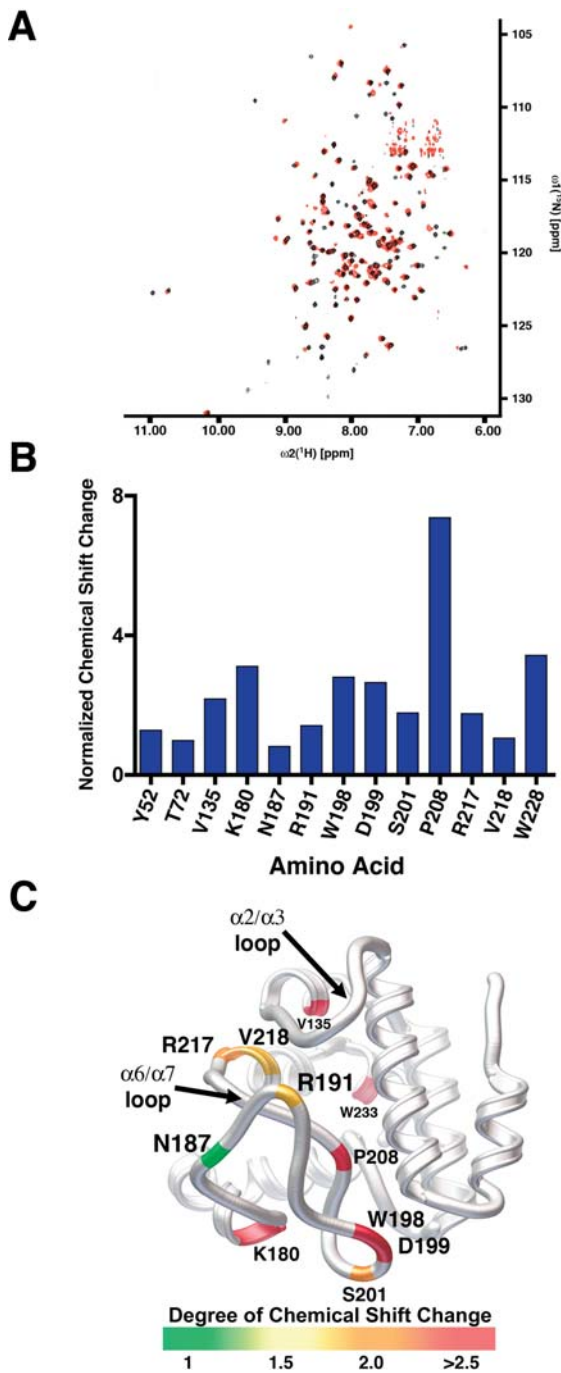 A
105
110
115
120
125
130
ω1(¹⁵N) [ppm]
11.00 10.00 9.00 8.00 7.00 6.00
ω2(¹H) [ppm]
B
Normalized Chemical Shift Change
8
4
0
Y52 T72 V135 K180 N187 R191 W198 D199 S201 P208 R217 V218 W228
Amino Acid
C
α2/α3
loop
V135
R217 V218
α6/α7
loop
R191
W233
N187
P208
W198
D199
K180
S201
Degree of Chemical Shift Change
1 1.5 2.0 >2.5